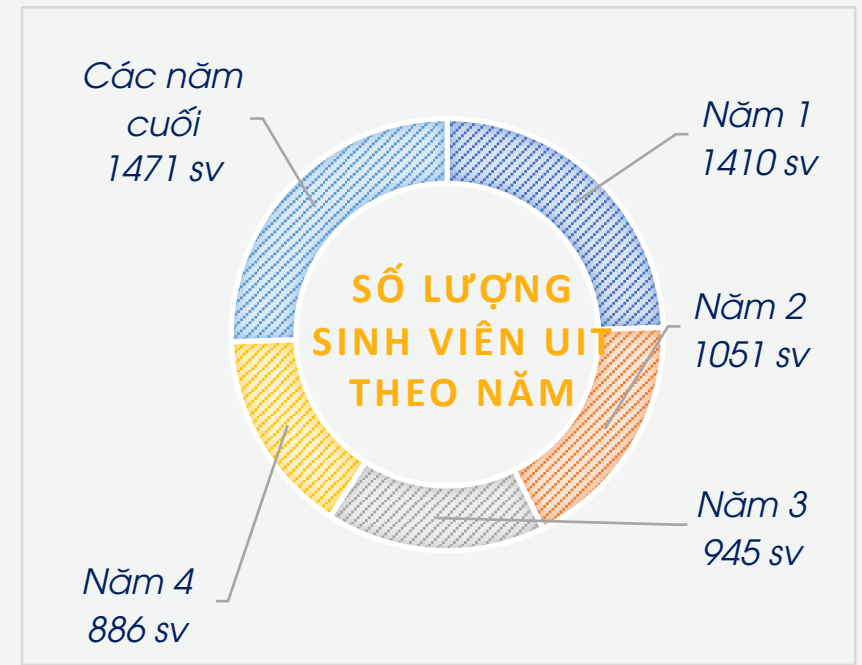 SỐ LƯỢNG
SINH VIÊN UIT
THEO NĂM
Năm 1
1410 sv
Năm 2
1051 sv
Năm 3
945 sv
Năm 4
886 sv
Các năm
cuối
1471 sv